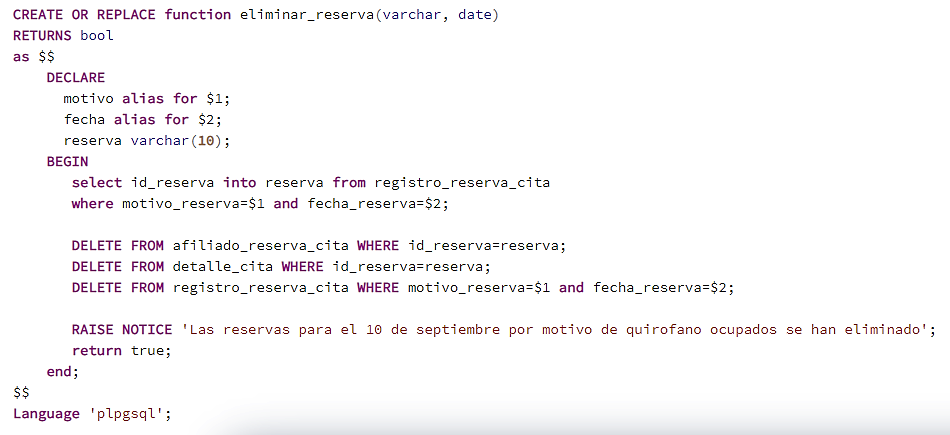 CREATE OR REPLACE function eliminar_reserva(varchar, date)
RETURNS bool
as $$
    DECLARE
      motivo alias for $1;
      fecha alias for $2;
      reserva varchar(10);
    BEGIN
       select id_reserva into reserva from registro_reserva_cita
       where motivo_reserva=$1 and fecha_reserva=$2;

       DELETE FROM afiliado_reserva_cita WHERE id_reserva=reserva;
       DELETE FROM detalle_cita WHERE id_reserva=reserva;
       DELETE FROM registro_reserva_cita WHERE motivo_reserva=$1 and fecha_reserva=$2;

       RAISE NOTICE 'Las reservas para el 10 de septiembre por motivo de quirofano ocupados se han eliminado';
       return true;
    end;
$$
Language 'plpgsql';